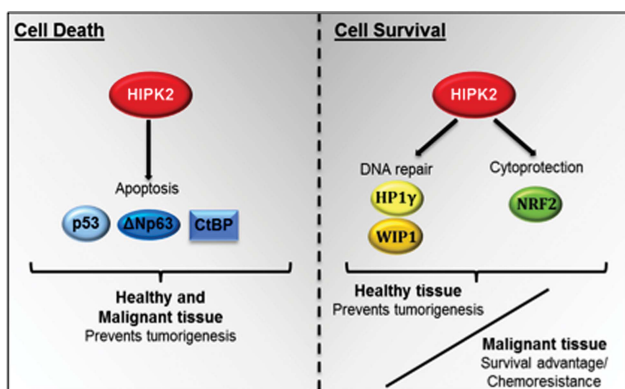 Cell Death
HIPK2
Apoptosis
p53
ΔNp63
CtBP
Healthy and
Malignant tissue
Prevents tumorigenesis
Cell Survival
HIPK2
DNA repair
HP1γ
WIP1
Cytoprotection
NRF2
Healthy tissue
Prevents tumorigenesis
Malignant tissue
Survival advantage/
Chemoresistance